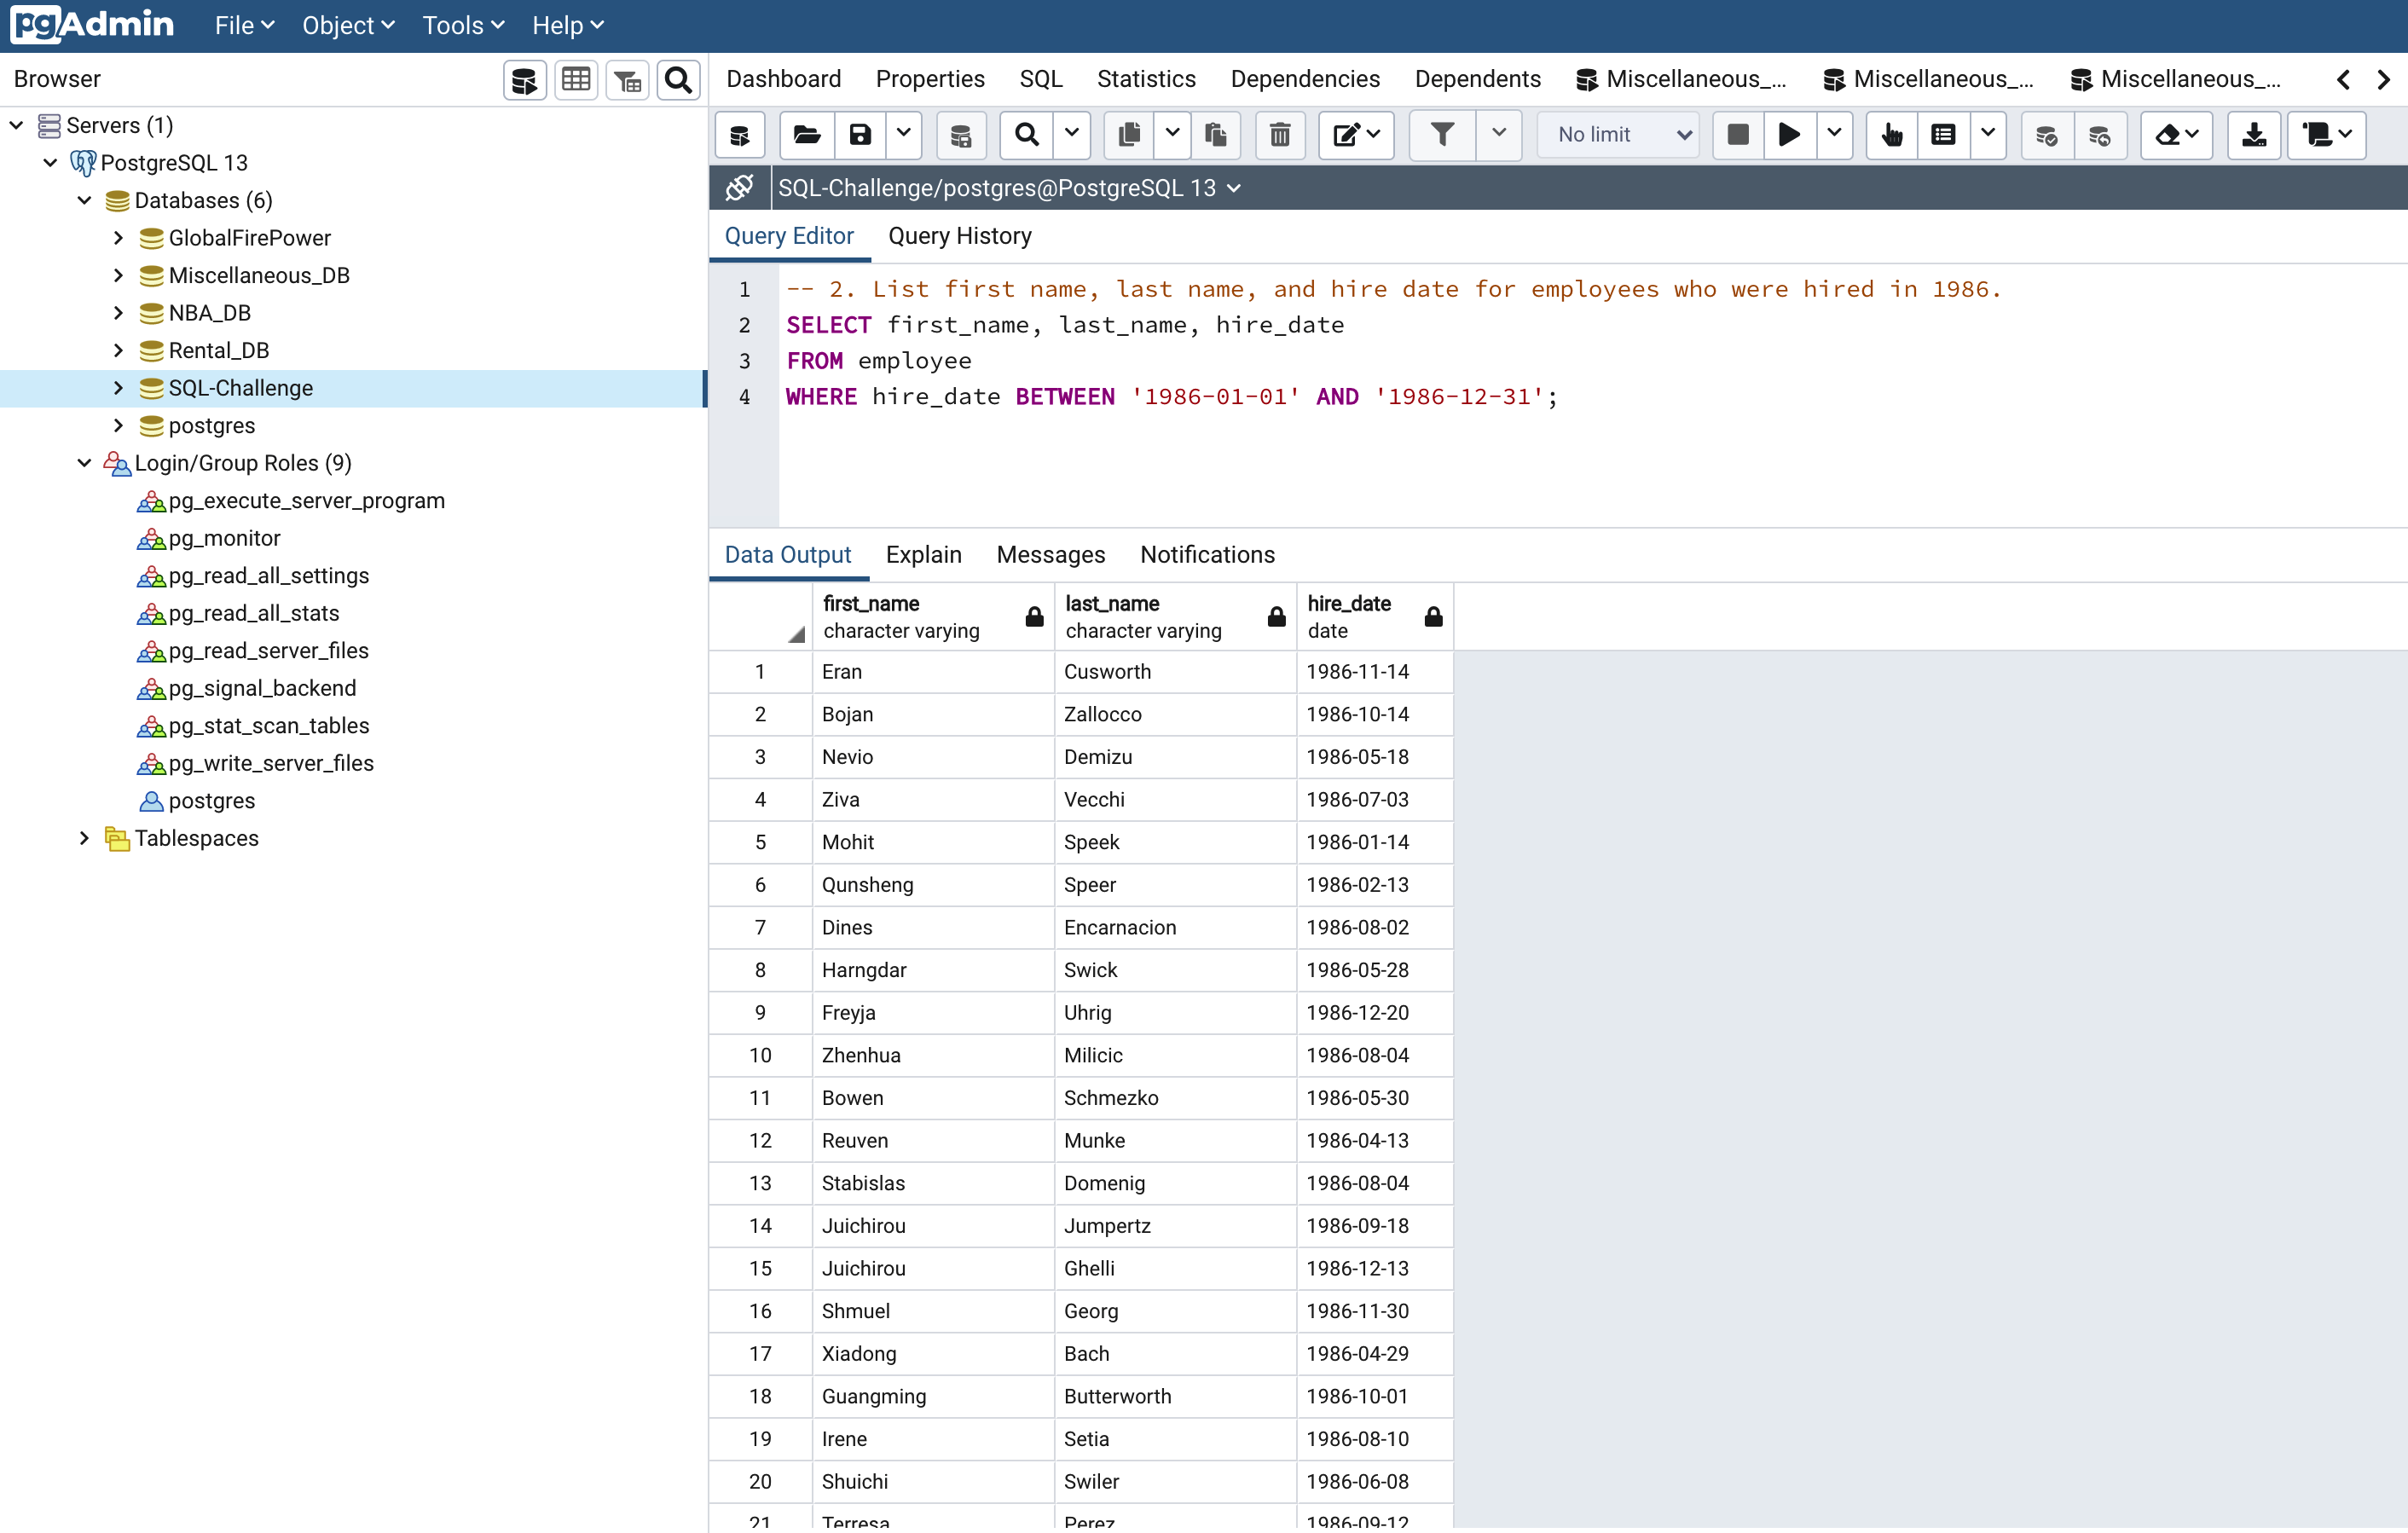 pgAdmin File Object Tools Help
Browser
Dashboard Properties SQL Statistics Dependencies Dependents Miscellaneous_... Miscellaneous_... Miscellaneous_...
Servers (1)
PostgreSQL 13
Databases (6)
GlobalFirePower
Miscellaneous_DB
NBA_DB
Rental_DB
SQL-Challenge
postgres
Login/Group Roles (9)
pg_execute_server_program
pg_monitor
pg_read_all_settings
pg_read_all_stats
pg_read_server_files
pg_signal_backend
pg_stat_scan_tables
pg_write_server_files
postgres
Tablespaces
No limit
SQL-Challenge/postgres@PostgreSQL 13
Query Editor Query History
1 -- 2. List first name, last name, and hire date for employees who were hired in 1986.
2 SELECT first_name, last_name, hire_date
3 FROM employee
4 WHERE hire_date BETWEEN '1986-01-01' AND '1986-12-31';
Data Output Explain Messages Notifications
first_name last_name hire_date
character varying character varying date
1 Eran Cusworth 1986-11-14
2 Bojan Zallocco 1986-10-14
3 Nevio Demizu 1986-05-18
4 Ziva Vecchi 1986-07-03
5 Mohit Speek 1986-01-14
6 Qunsheng Speer 1986-02-13
7 Dines Encarnacion 1986-08-02
8 Harngdar Swick 1986-05-28
9 Freyja Uhrig 1986-12-20
10 Zhenhua Milicic 1986-08-04
11 Bowen Schmezko 1986-05-30
12 Reuven Munke 1986-04-13
13 Stabislas Domenig 1986-08-04
14 Juichirou Jumpertz 1986-09-18
15 Juichirou Ghelli 1986-12-13
16 Shmuel Georg 1986-11-30
17 Xiadong Bach 1986-04-29
18 Guangming Butterworth 1986-10-01
19 Irene Setia 1986-08-10
20 Shuichi Swiler 1986-06-08
21 Terresa Perez 1986-09-12